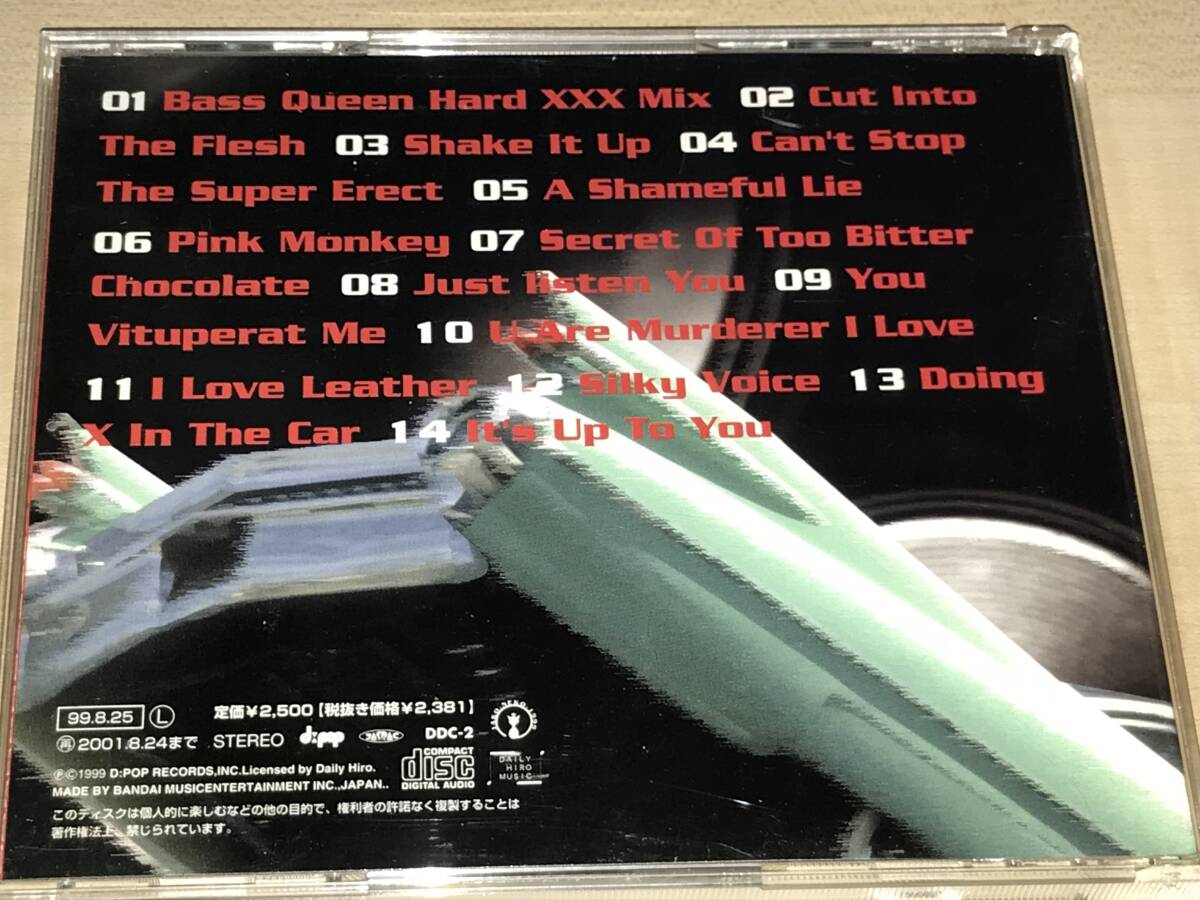 01 Bass Queen Hard XXX Mix 02 Cut Into
The Flesh 03 Shake It Up 04 Can't Stop
The Super Erect 05 A Shameful Lie
06 Pink Monkey 07 Secret Of Too Bitter
Chocolate 08 Just listen You 09 You
Vituperat Me 10 U Are Murderer I Love
11 I Love Leather 12 Silky Voice 13 Doing
X In The Car 14 It's Up To You
99.8.25 L 定価¥2,500【税抜き価格¥2,381】
再 2001.8.24まで STEREO d:pop DDC-2
COMPACT
disc
DIGITAL AUDIO
DAILY
HIRO
MUSIC
ⓅⒸ1999 D:POP RECORDS,INC.Licensed by Daily Hiro.
MADE BY BANDAI MUSICENTERTAINMENT INC.,JAPAN..
このディスクは個人的に楽しむなどの他の目的で、権利者の許諾なく複製することは
著作権法上、禁じられています。